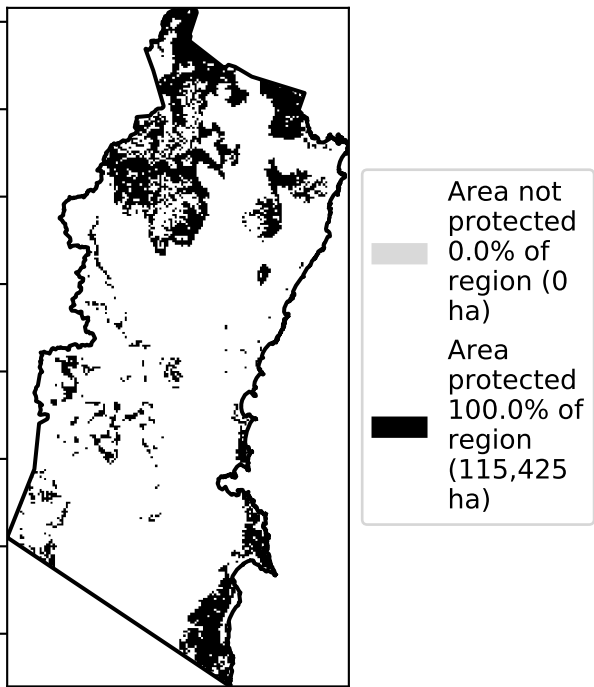 Area not
protected
0.0% of
region (0
ha)
Area
protected
100.0% of
region
(115,425
ha)